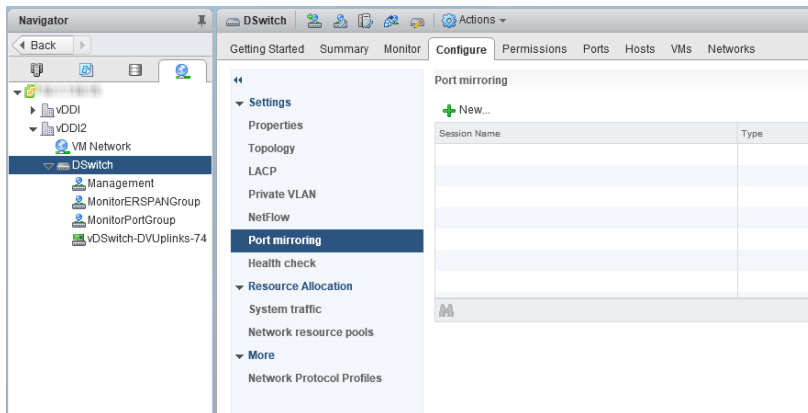 Navigator
Back
vDDI
vDDI2
VM Network
DSwitch
Management
MonitorERSPANGroup
MonitorPortGroup
vDSwitch-DVUplinks-74
DSwitch Actions
Getting Started Summary Monitor Configure Permissions Ports Hosts VMs Networks
Settings
Properties
Topology
LACP
Private VLAN
NetFlow
Port mirroring
Health check
Resource Allocation
System traffic
Network resource pools
More
Network Protocol Profiles
Port mirroring
New...
Session Name Type